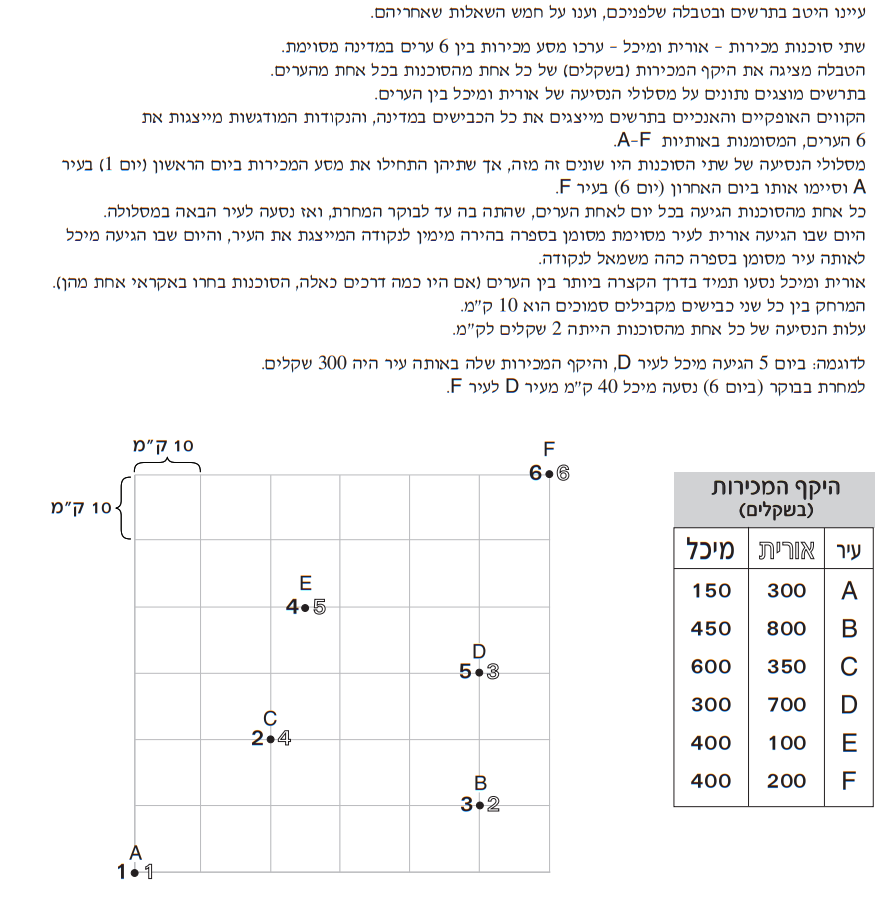 עיינו היטב בתרשים ובטבלה שלפניכם, וענו על חמש השאלות שאחריהם.
שתי סוכנות מכירות – אורית ומיכל – ערכו מסע מכירות בין 6 ערים במדינה מסוימת.
הטבלה מציגה את היקף המכירות (בשקלים) של כל אחת מהסוכנות בכל אחת מהערים.
בתרשים מוצגים נתונים על מסלולי הנסיעה של אורית ומיכל בין הערים.
הקווים האופקיים והאנכיים בתרשים מייצגים את כל הכבישים במדינה, והנקודות המודגשות מייצגות את
6 הערים, המסומנות באותיות A-F.
מסלולי הנסיעה של שתי הסוכנות היו שונים זה מזה, אך שתיהן התחילו את מסע המכירות ביום הראשון (יום 1) בעיר
A וסיימו אותו ביום האחרון (יום 6) בעיר F.
כל אחת מהסוכנות הגיעה בכל יום לאחת הערים, שהתה בה עד לבוקר המחרת, ואז נסעה לעיר הבאה במסלולה.
היום שבו הגיעה אורית לעיר מסוימת מסומן בספרה בהירה מימין לנקודה המייצגת את העיר, והיום שבו הגיעה מיכל
לאותה עיר מסומן בספרה כהה משמאל לנקודה.
אורית ומיכל נסעו תמיד בדרך הקצרה ביותר בין הערים (אם היו כמה דרכים כאלה, הסוכנות בחרו באקראי אחת מהן).
המרחק בין כל שני כבישים מקבילים סמוכים הוא 10 ק״מ.
עלות הנסיעה של כל אחת מהסוכנות הייתה 2 שקלים לק״מ.
לדוגמה: ביום 5 הגיעה מיכל לעיר D, והיקף המכירות שלה באותה עיר היה 300 שקלים.
למחרת בבוקר (ביום 6) נסעה מיכל 40 ק״מ מעיר D לעיר F.
10 ק״מ
10 ק״מ
F
6 6
E
4 5
D
5 3
C
2 4
B
3 2
A
1 1
היקף המכירות
(בשקלים)
עיר אורית מיכל
A 300 150
B 800 450
C 350 600
D 700 300
E 100 400
F 200 400